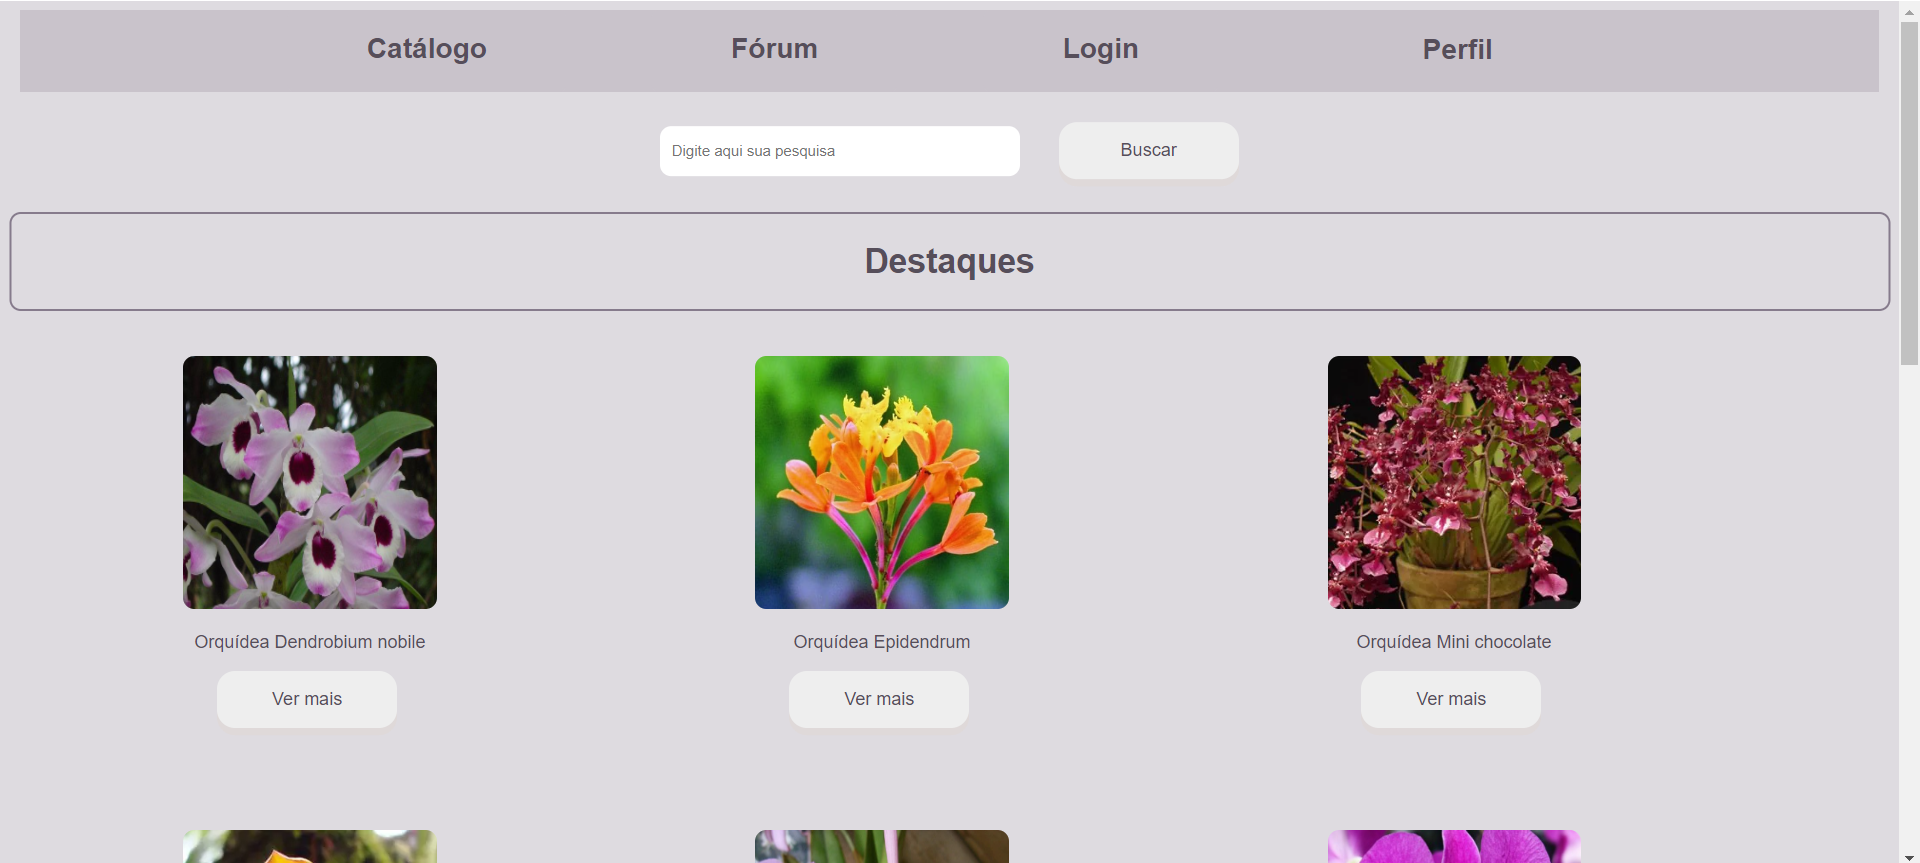 Catálogo Fórum Login Perfil
Digite aqui sua pesquisa Buscar
Destaques
Orquídea Dendrobium nobile Orquídea Epidendrum Orquídea Mini chocolate
Ver mais Ver mais Ver mais